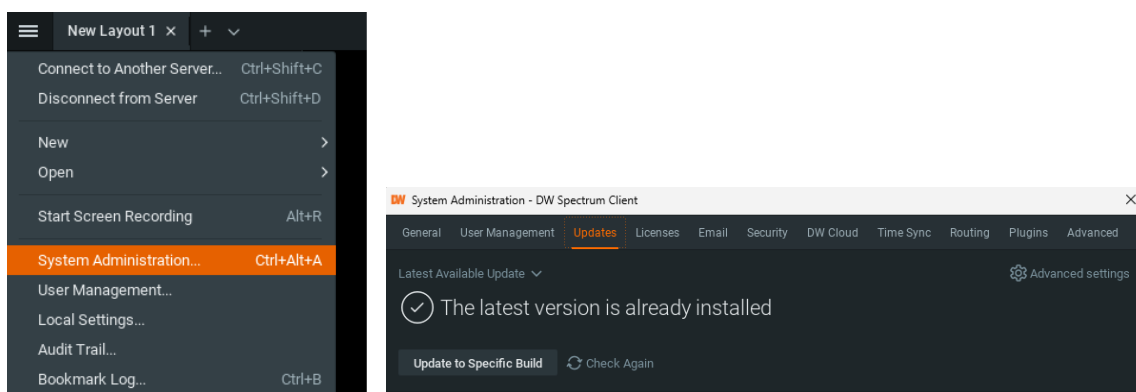 New Layout 1 × + 
Connect to Another Server... Ctrl+Shift+C
Disconnect from Server Ctrl+Shift+D
New
Open
Start Screen Recording Alt+R
System Administration... Ctrl+Alt+A
User Management...
Local Settings...
Audit Trail...
Bookmark Log... Ctrl+B
DW System Administration - DW Spectrum Client
General User Management Updates Licenses Email Security DW Cloud Time Sync Routing Plugins Advanced
Latest Available Update Advanced settings
The latest version is already installed
Update to Specific Build Check Again